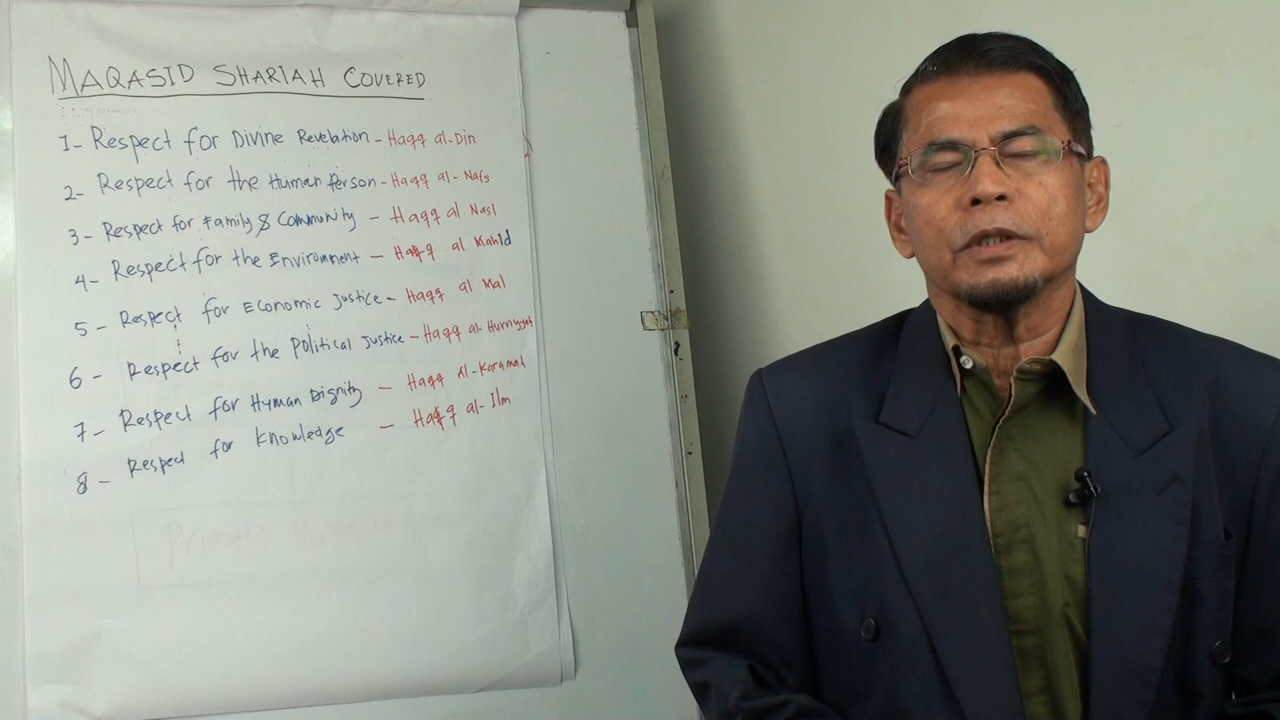 MAQASID SHARIAH COVERED
1- Respect for Divine Revelation - Haqq al-Din
2- Respect for the Human Person - Haqq al-Nafs
3- Respect for Family & Community - Haqq al Nasl
4- Respect for the Environment - Haqq al Mahld
5- Respect for Economic Justice - Haqq al Mal
6- Respect for the Political Justice - Haqq al-Hurriyyah
7- Respect for Human Dignity - Haqq al-Karamah
8- Respect for Knowledge - Haqq al-Ilm